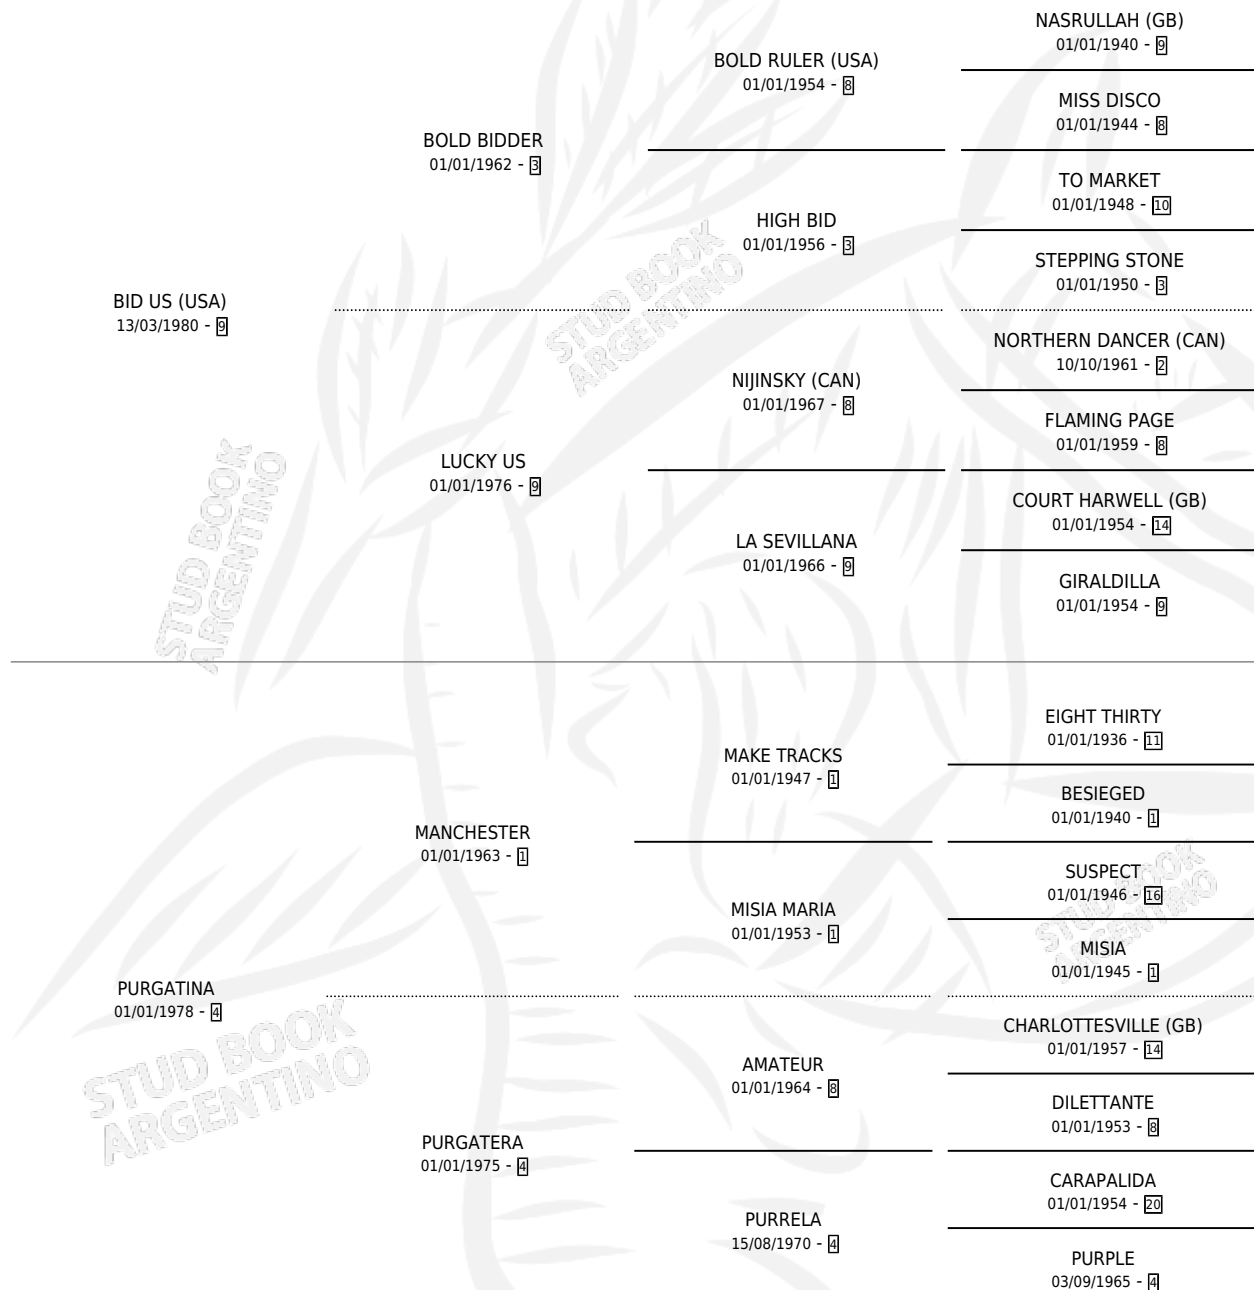 NASRULLAH (GB)
01/01/1940 - 9
BOLD RULER (USA)
01/01/1954 - 8
MISS DISCO
01/01/1944 - 8
BOLD BIDDER
01/01/1962 - 3
TO MARKET
01/01/1948 - 10
HIGH BID
01/01/1956 - 3
STEPPING STONE
01/01/1950 - 3
BID US (USA)
13/03/1980 - 9
NORTHERN DANCER (CAN)
10/10/1961 - 2
NIJINSKY (CAN)
01/01/1967 - 8
FLAMING PAGE
01/01/1959 - 8
LUCKY US
01/01/1976 - 9
COURT HARWELL (GB)
01/01/1954 - 14
LA SEVILLANA
01/01/1966 - 9
GIRALDILLA
01/01/1954 - 9
EIGHT THIRTY
01/01/1936 - 11
MAKE TRACKS
01/01/1947 - 1
BESIEGED
01/01/1940 - 1
MANCHESTER
01/01/1963 - 1
SUSPECT
01/01/1946 - 16
MISIA MARIA
01/01/1953 - 1
MISIA
01/01/1945 - 1
PURGATINA
01/01/1978 - 4
CHARLOTTESVILLE (GB)
01/01/1957 - 14
AMATEUR
01/01/1964 - 8
DILETTANTE
01/01/1953 - 8
PURGATERA
01/01/1975 - 4
CARAPALIDA
01/01/1954 - 20
PURRELA
15/08/1970 - 4
PURPLE
03/09/1965 - 4
STUD BOOK
ARGENTINO
STUD BOOK
ARGENTINO
STUD BOOK
ARGENTINO
STUD BOOK
ARGENTINO